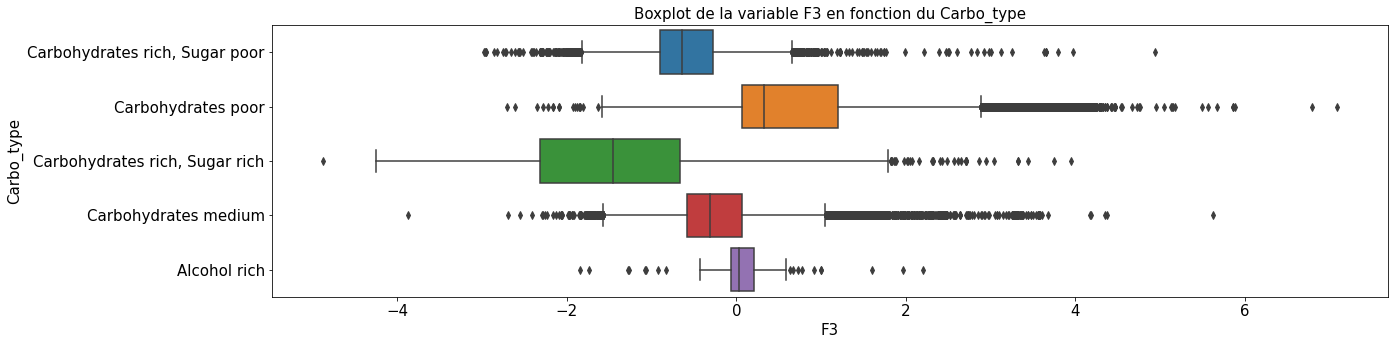 Boxplot de la variable F3 en fonction du Carbo_type
Carbohydrates rich, Sugar poor
Carbohydrates poor
Carbohydrates rich, Sugar rich
Carbohydrates medium
Alcohol rich
Carbo_type
−4 −2 0 2 4 6
F3